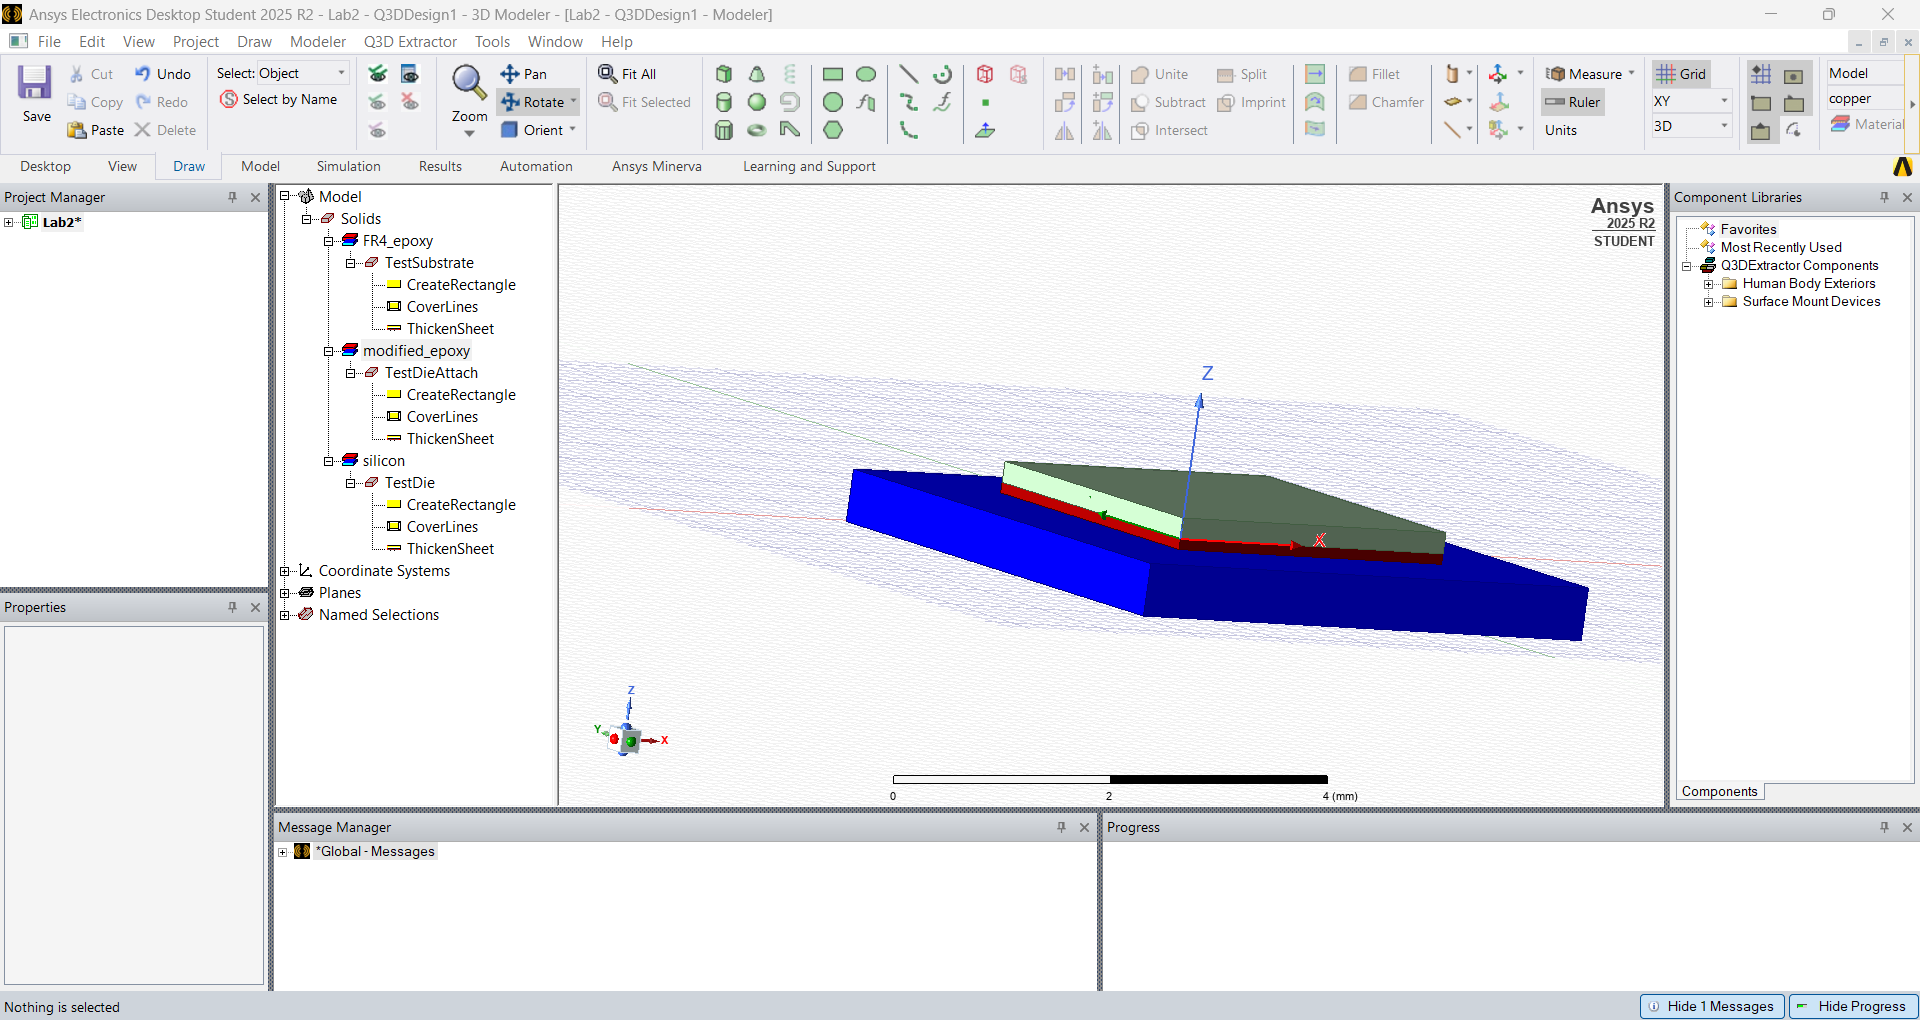 Ansys Electronics Desktop Student 2025 R2 - Lab2 - Q3DDesign1 - 3D Modeler - [Lab2 - Q3DDesign1 - Modeler]
File Edit View Project Draw Modeler Q3D Extractor Tools Window Help
Save
Cut
Copy
Paste
Undo
Redo
Delete
Select: Object
Select by Name
Zoom
Pan
Rotate
Orient
Fit All
Fit Selected
Unite
Subtract
Intersect
Split
Imprint
Fillet
Chamfer
Measure
Ruler
Units
Grid
XY
3D
Model
copper
Material
Desktop View Draw Model Simulation Results Automation Ansys Minerva Learning and Support
Project Manager
Lab2*
Properties
Model
Solids
FR4_epoxy
TestSubstrate
CreateRectangle
CoverLines
ThickenSheet
modified_epoxy
TestDieAttach
CreateRectangle
CoverLines
ThickenSheet
silicon
TestDie
CreateRectangle
CoverLines
ThickenSheet
Coordinate Systems
Planes
Named Selections
Ansys
2025 R2
STUDENT
Z
X
Z
Y
X
0 2 4 (mm)
Component Libraries
Favorites
Most Recently Used
Q3DExtractor Components
Human Body Exteriors
Surface Mount Devices
Components
Message Manager
*Global - Messages
Progress
Nothing is selected
Hide 1 Messages
Hide Progress